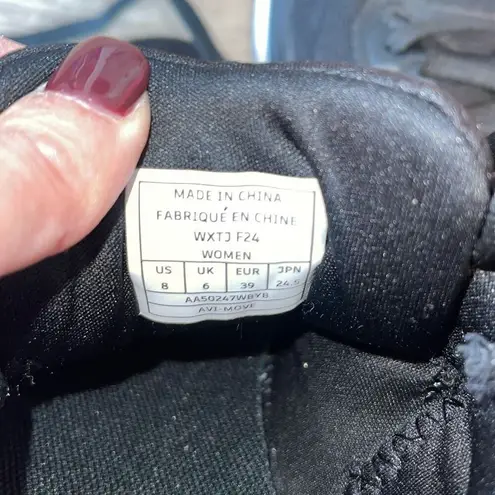 MADE IN CHINA
FABRIQUÉ EN CHINE
WXTJ F24
WOMEN
US UK EUR JPN
8 6 39 24.5
AA50247WBYB
AVI-MOVE